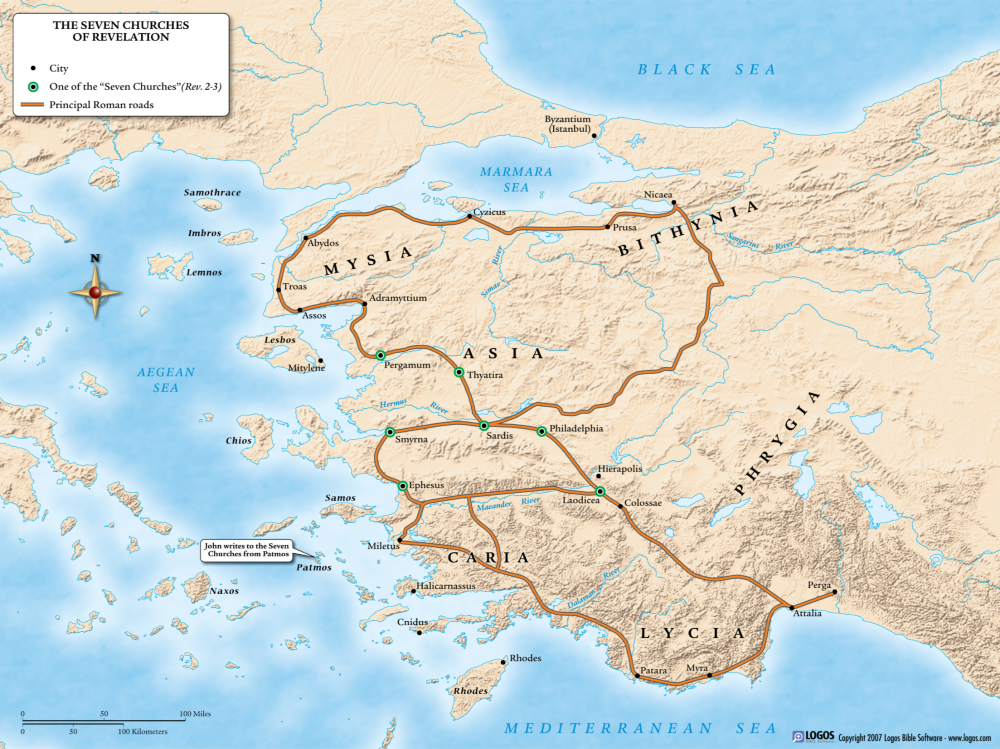 THE SEVEN CHURCHES
OF REVELATION
City
One of the “Seven Churches” (Rev. 2-3)
Principal Roman roads
BLACK SEA
Byzantium
(Istanbul)
MARMARA
SEA
Samothrace
Nicaea
Cyzicus
Imbros
Prusa
BITHYNIA
Abydos
Sangarius River
N
MYSIA
River
Lemnos
Simav
Troas
Adramyttium
Assos
Lesbos
ASIA
Mitylene
Pergamum
AEGEAN
SEA
Thyatira
PHRYGIA
Hermus River
Chios
Smyrna
Sardis
Philadelphia
Hierapolis
Ephesus
Samos
Laodicea
Colossae
Maeander River
Miletus
John writes to the Seven
Churches from Patmos
CARIA
Patmos
Halicarnassus
Perga
Naxos
Dalaman River
Attalia
Cnidus
LYCIA
Rhodes
Patara
Myra
Rhodes
0 50 100 Miles
0 50 100 Kilometers
MEDITERRANEAN SEA
LOGOS Copyright 2007 Logos Bible Software - www.logos.com